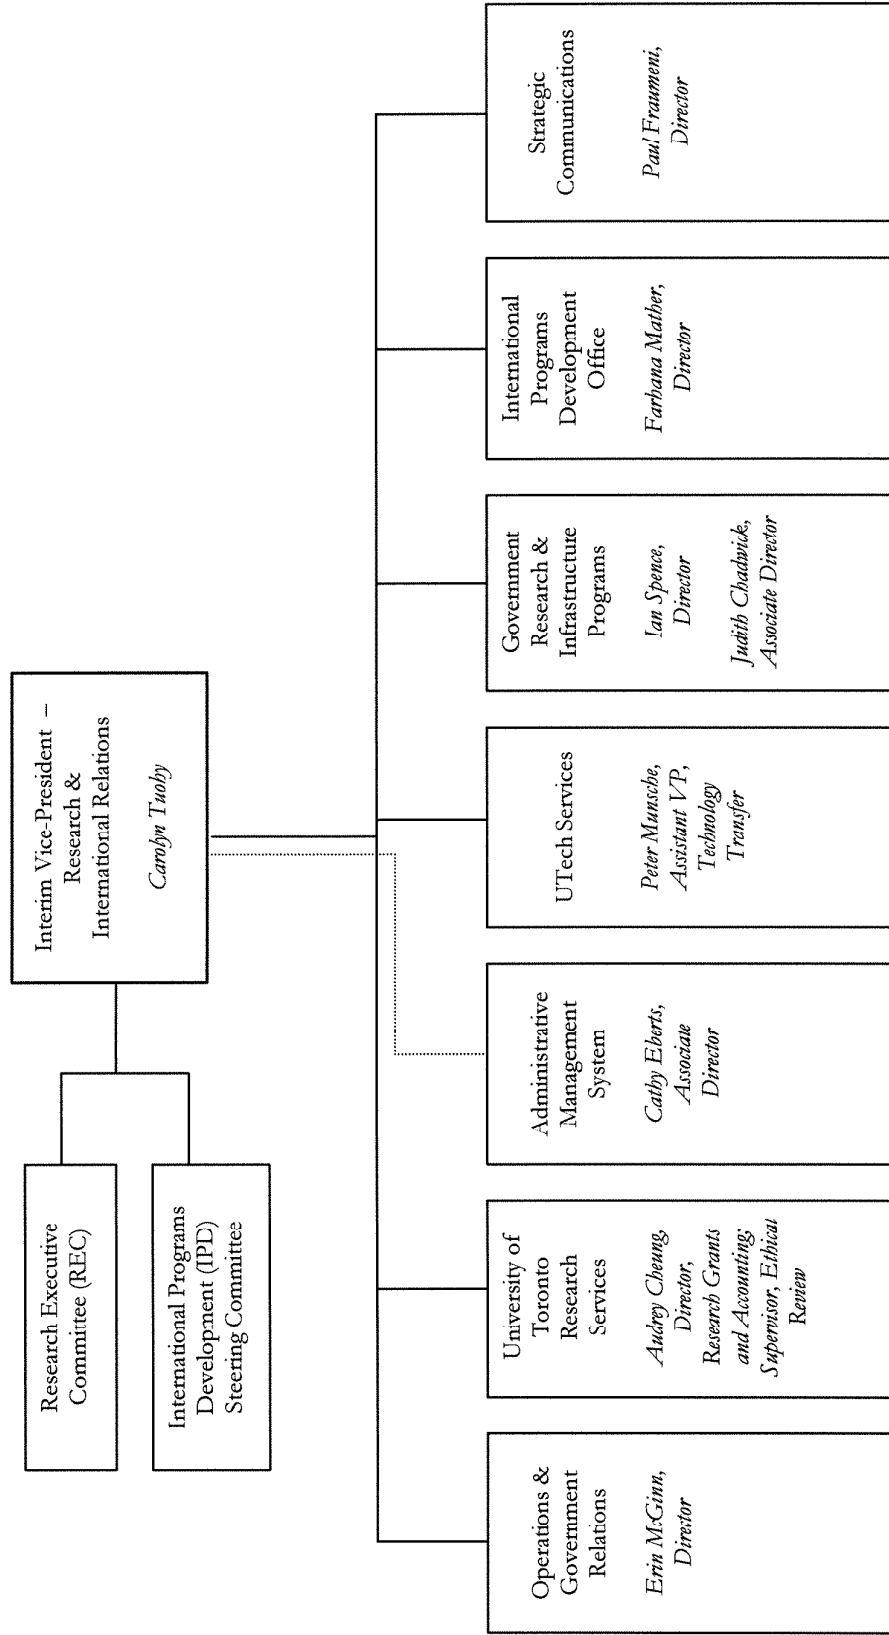 Interim Vice-President –
Research &
International Relations
Carolyn Tuohy
Research Executive
Committee (REC)
International Programs
Development (IPD)
Steering Committee
Operations &
Government
Relations
Erin McGinn,
Director
University of
Toronto
Research
Services
Audrey Cheung,
Director,
Research Grants
and Accounting;
Supervisor, Ethical
Review
Administrative
Management
System
Cathy Eberts,
Associate
Director
UTech Services
Peter Munsche,
Assistant VP,
Technology
Transfer
Government
Research &
Infrastructure
Programs
Ian Spence,
Director
Judith Chadwick,
Associate Director
International
Programs
Development
Office
Farhana Mather,
Director
Strategic
Communications
Paul Fraumeni,
Director